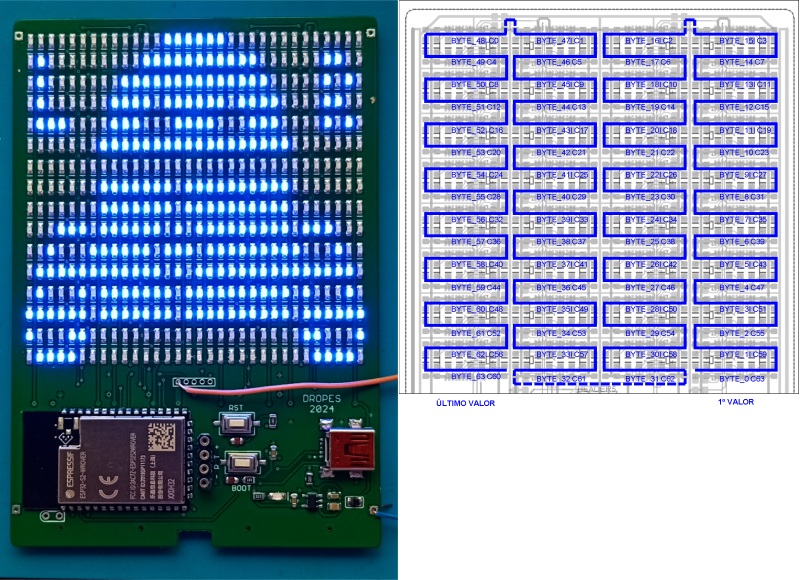 BYTE_48 C0 BYTE_47 C1 BYTE_16 C2 BYTE_15 C3
BYTE_49 C4 BYTE_46 C5 BYTE_17 C6 BYTE_14 C7
BYTE_50 C8 BYTE_45 C9 BYTE_18 C10 BYTE_13 C11
BYTE_51 C12 BYTE_44 C13 BYTE_19 C14 BYTE_12 C15
BYTE_52 C16 BYTE_43 C17 BYTE_20 C18 BYTE_11 C19
BYTE_53 C20 BYTE_42 C21 BYTE_21 C22 BYTE_10 C23
BYTE_54 C24 BYTE_41 C25 BYTE_22 C26 BYTE_9 C27
BYTE_55 C28 BYTE_40 C29 BYTE_23 C30 BYTE_8 C31
BYTE_56 C32 BYTE_39 C33 BYTE_24 C34 BYTE_7 C35
BYTE_57 C36 BYTE_38 C37 BYTE_25 C38 BYTE_6 C39
BYTE_58 C40 BYTE_37 C41 BYTE_26 C42 BYTE_5 C43
BYTE_59 C44 BYTE_36 C45 BYTE_27 C46 BYTE_4 C47
BYTE_60 C48 BYTE_35 C49 BYTE_28 C50 BYTE_3 C51
BYTE_61 C52 BYTE_34 C53 BYTE_29 C54 BYTE_2 C55
BYTE_62 C56 BYTE_33 C57 BYTE_30 C58 BYTE_1 C59
BYTE_63 C60 BYTE_32 C61 BYTE_31 C62 BYTE_0 C63
HEADERS
ÚLTIMO VALOR 1º VALOR
DROPES
2024
RST
BOOT
ESPRESSIF
ESP32-S2-WROVER
CE
XX0H32